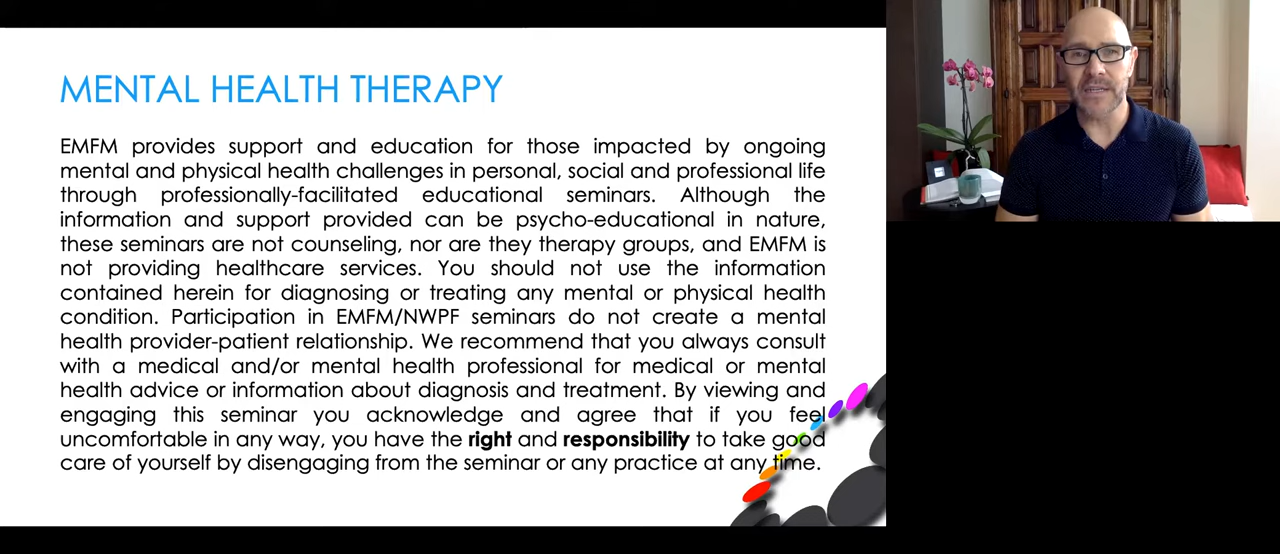 MENTAL HEALTH THERAPY
EMFM provides support and education for those impacted by ongoing
mental and physical health challenges in personal, social and professional life
through professionally-facilitated educational seminars. Although the
information and support provided can be psycho-educational in nature,
these seminars are not counseling, nor are they therapy groups, and EMFM is
not providing healthcare services. You should not use the information
contained herein for diagnosing or treating any mental or physical health
condition. Participation in EMFM/NWPF seminars do not create a mental
health provider-patient relationship. We recommend that you always consult
with a medical and/or mental health professional for medical or mental
health advice or information about diagnosis and treatment. By viewing and
engaging this seminar you acknowledge and agree that if you feel
uncomfortable in any way, you have the right and responsibility to take good
care of yourself by disengaging from the seminar or any practice at any time.